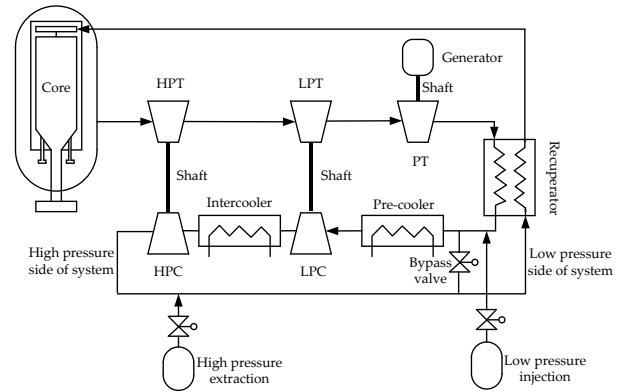 Generator
HPT
LPT
Core
Shaft
PT
Recuperator
Shaft
Shaft
Intercooler
Pre-cooler
High pressure
side of system
HPC
LPC
Bypass
valve
Low pressure
side of system
High pressure
extraction
Low pressure
injection